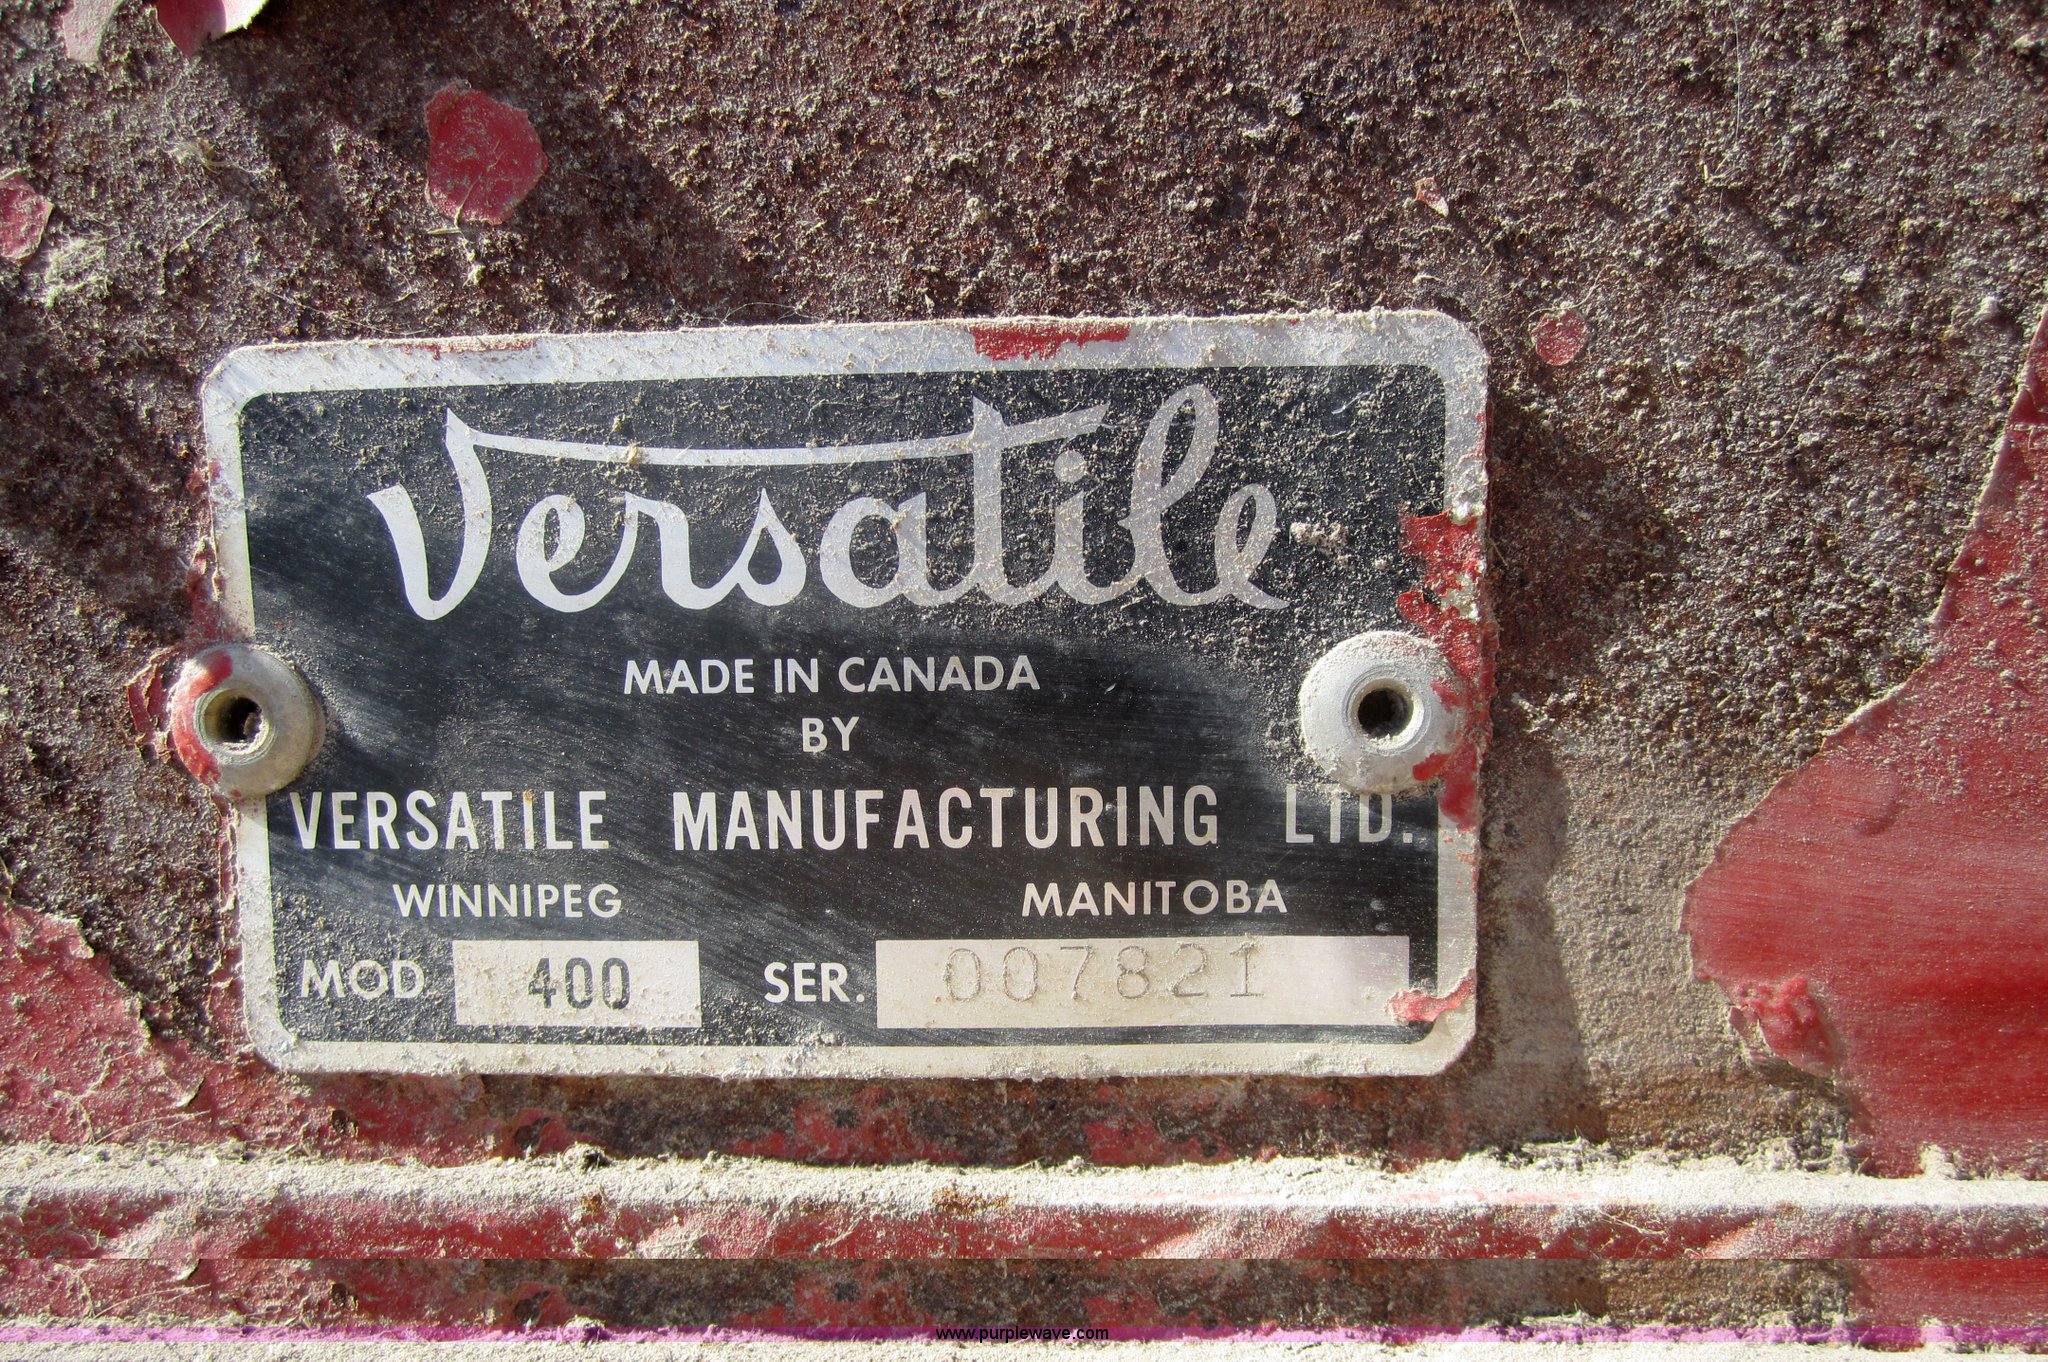 Versatile
MADE IN CANADA
BY
VERSATILE MANUFACTURING LTD.
WINNIPEG MANITOBA
MOD 400 SER. 007821
www.purplewave.com